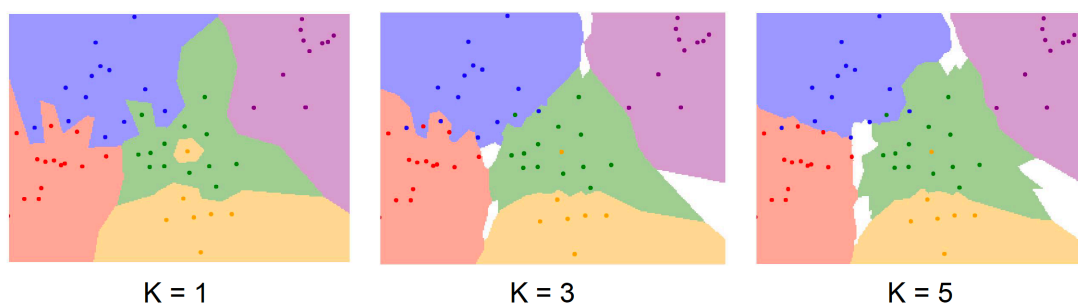 K = 1
K = 3
K = 5